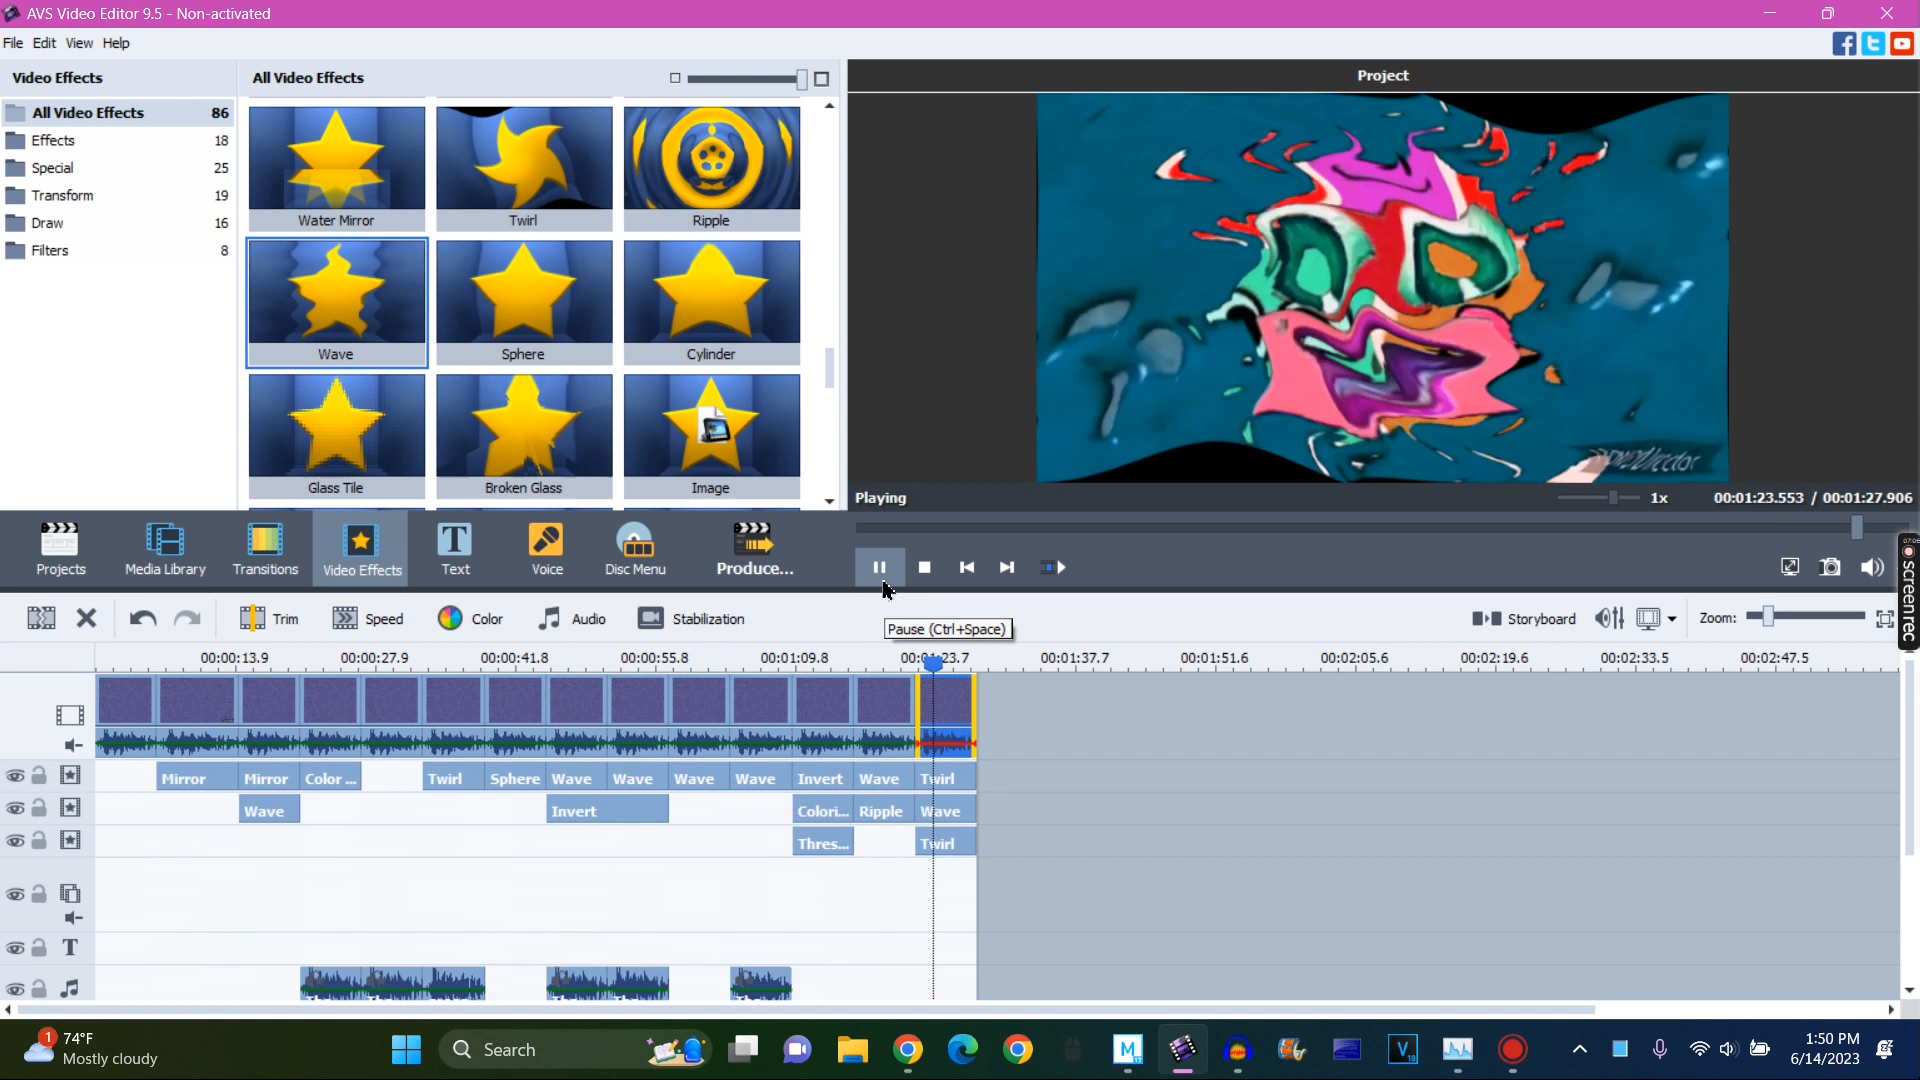 AVS Video Editor 9.5 - Non-activated
File Edit View Help
Video Effects
All Video Effects
Project
All Video Effects 86
Effects 18
Special 25
Transform 19
Draw 16
Filters 8
Water Mirror
Twirl
Ripple
Wave
Sphere
Cylinder
Glass Tile
Broken Glass
Image
Playing
1x
00:01:23.553 / 00:01:27.906
Projects
Media Library
Transitions
Video Effects
Text
Voice
Disc Menu
Produce...
screenrec
Trim
Speed
Color
Audio
Stabilization
Pause (Ctrl+Space)
Storyboard
Zoom:
00:00:13.9 00:00:27.9 00:00:41.8 00:00:55.8 00:01:09.8 00:01:23.7 00:01:37.7 00:01:51.6 00:02:05.6 00:02:19.6 00:02:33.5 00:02:47.5
Mirror Mirror Color ... Twirl Sphere Wave Wave Wave Wave Invert Wave Twirl
Wave Invert Colori... Ripple Wave
Thres... Twirl
T
1
74°F
Mostly cloudy
Search
1:50 PM
6/14/2023